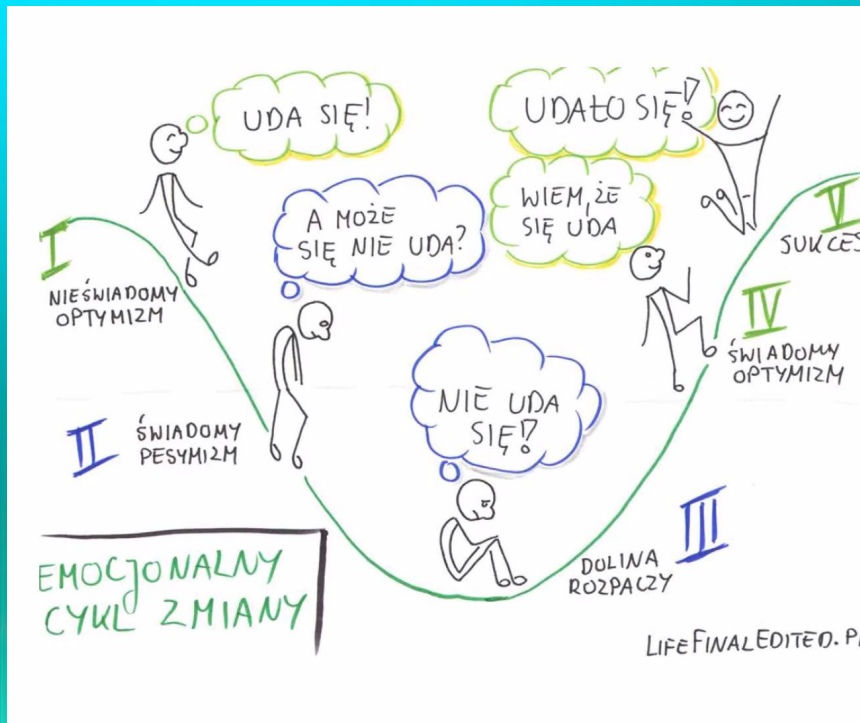 UDA SIĘ!
UDAŁO SIĘ!
A MOŻE
SIĘ NIE UDA?
WIEM, ŻE
SIĘ UDA
I
NIEŚWIADOMY
OPTYMIZM
V
SUKCES
IV
ŚWIADOMY
OPTYMIZM
II
ŚWIADOMY
PESYMIZM
NIE UDA
SIĘ!
III
DOLINA
ROZPACZY
EMOCJONALNY
CYKL ZMIANY
LIFEFINALEDITED.PL